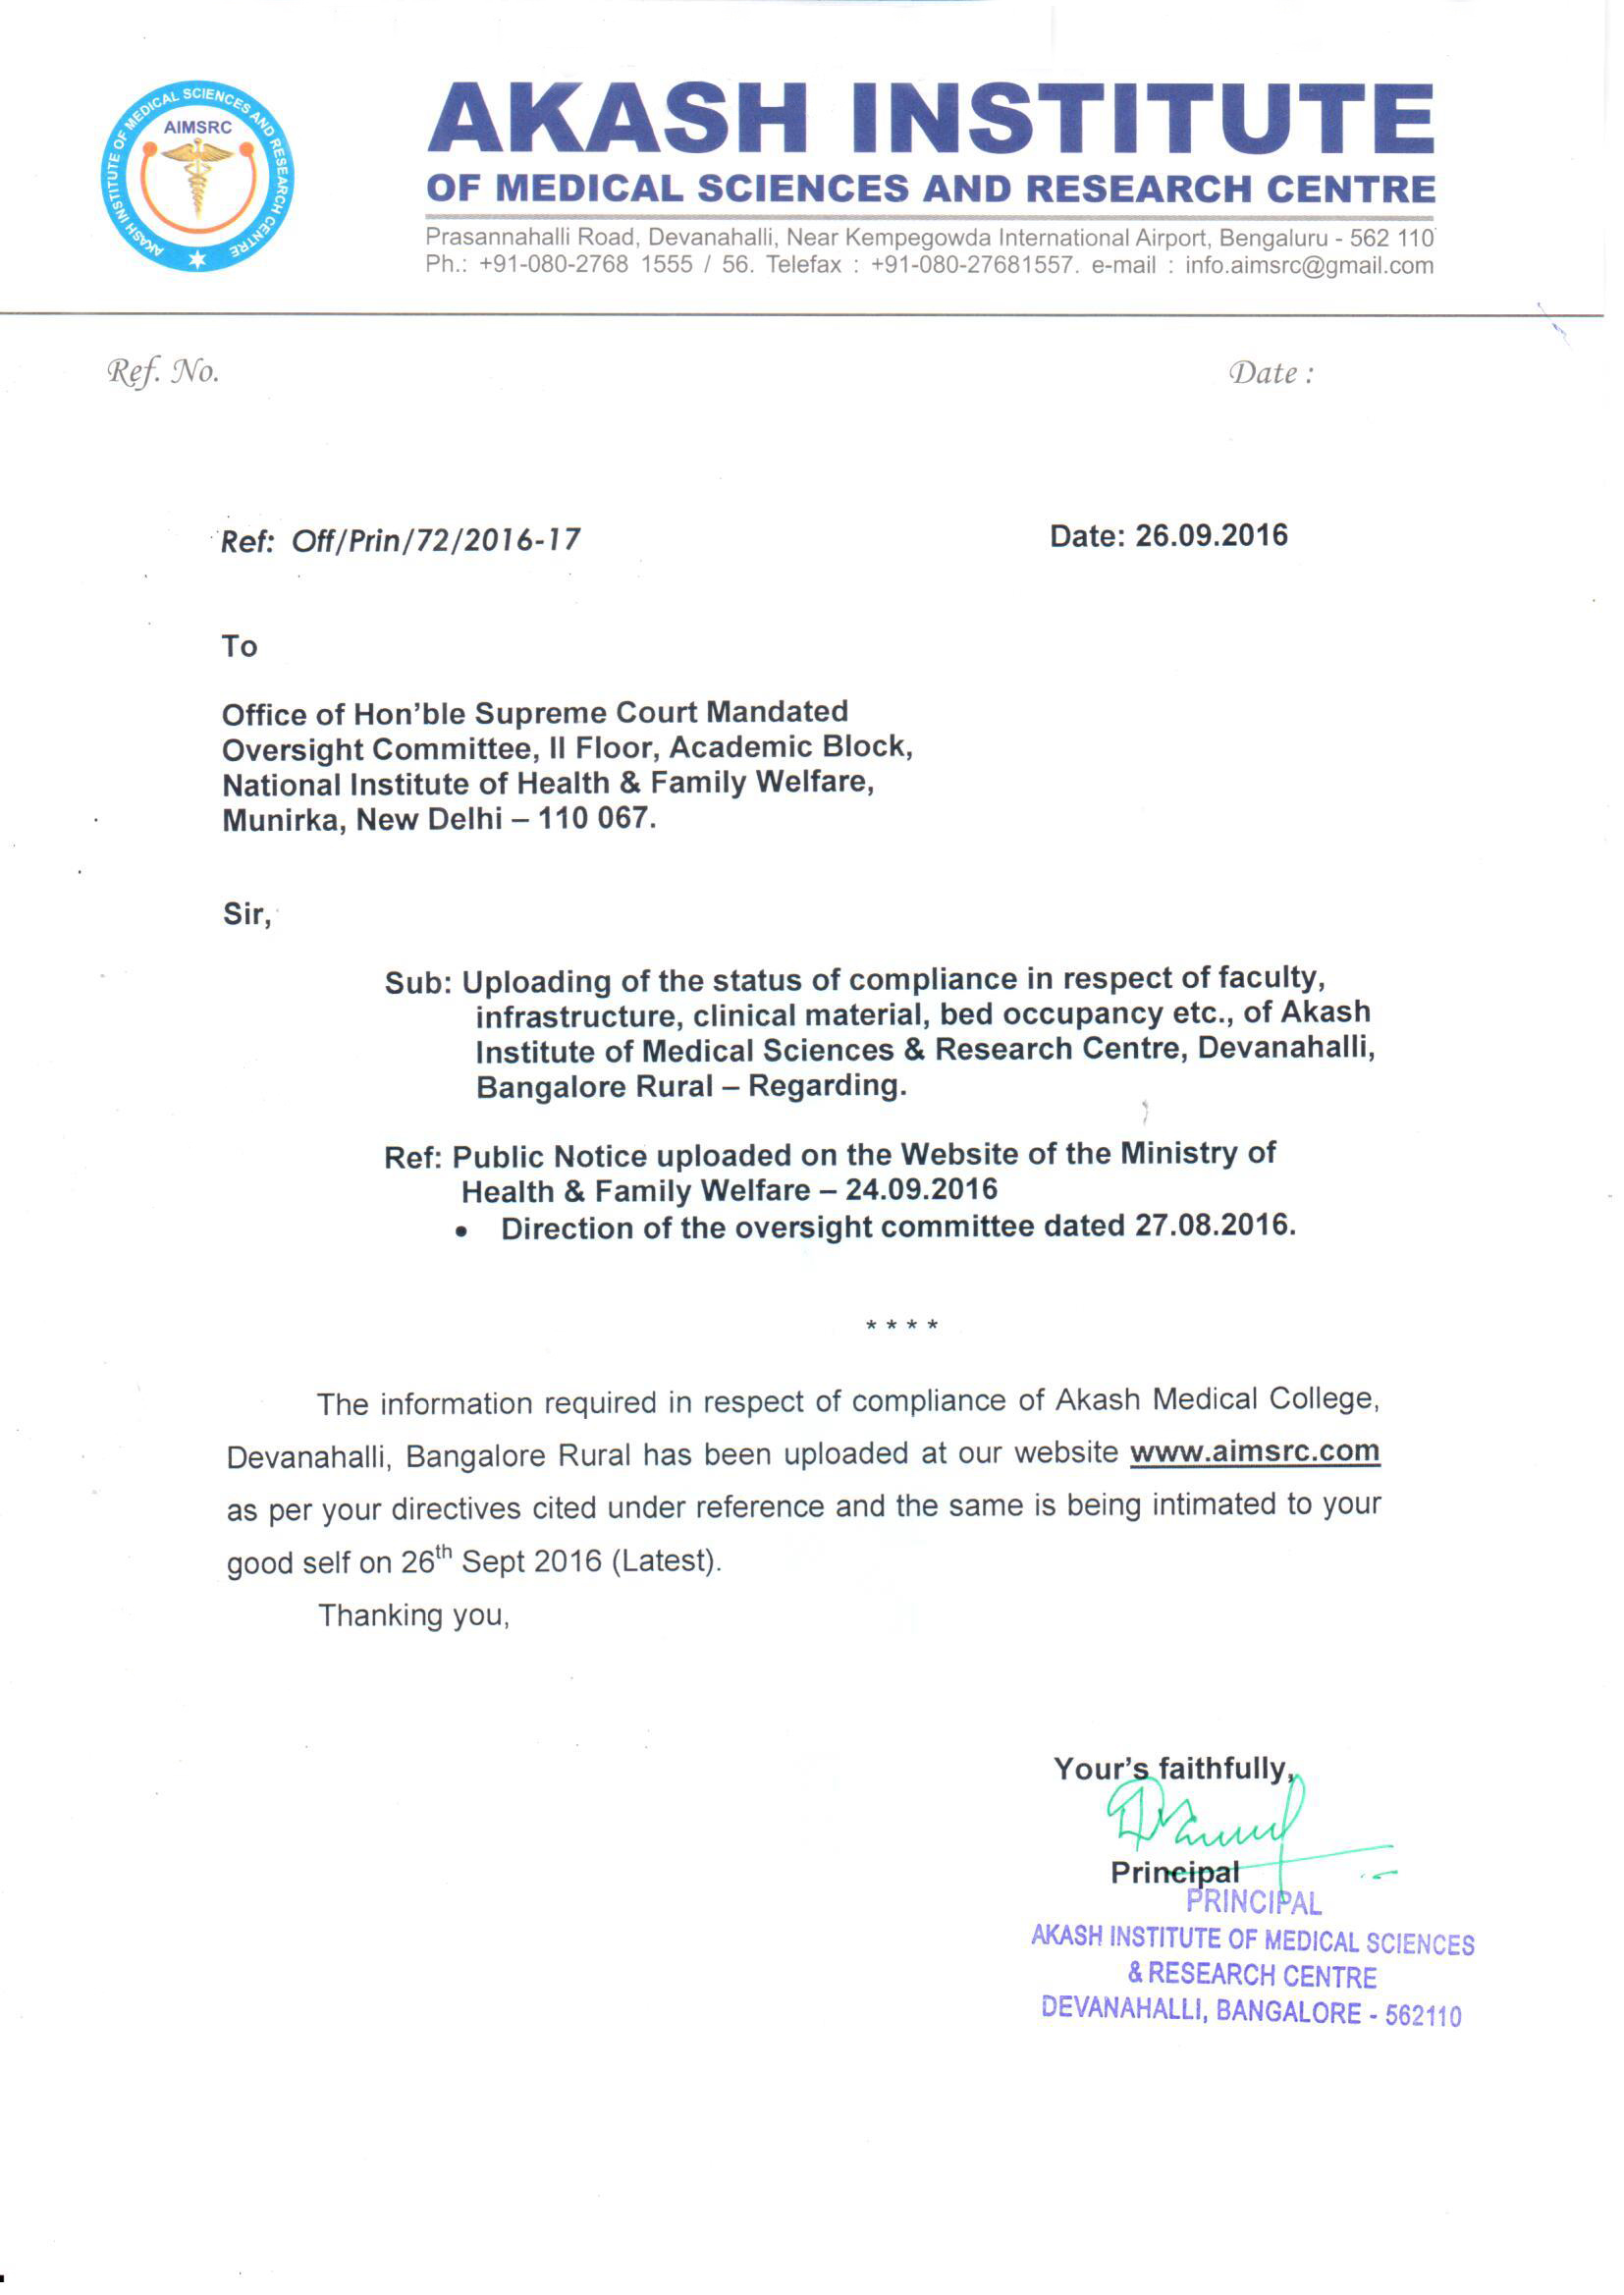 AKASH INSTITUTE OF MEDICAL SCIENCES AND RESEARCH CENTRE
AIMSRC
AKASH INSTITUTE
OF MEDICAL SCIENCES AND RESEARCH CENTRE
Prasannahalli Road, Devanahalli, Near Kempegowda International Airport, Bengaluru - 562 110
Ph.: +91-080-2768 1555 / 56. Telefax : +91-080-27681557. e-mail : info.aimsrc@gmail.com
Ref. No. Date :
Ref: Off/Prin/72/2016-17 Date: 26.09.2016
To
Office of Hon'ble Supreme Court Mandated
Oversight Committee, II Floor, Academic Block,
National Institute of Health & Family Welfare,
Munirka, New Delhi – 110 067.
Sir,
Sub: Uploading of the status of compliance in respect of faculty,
infrastructure, clinical material, bed occupancy etc., of Akash
Institute of Medical Sciences & Research Centre, Devanahalli,
Bangalore Rural – Regarding.
Ref: Public Notice uploaded on the Website of the Ministry of
Health & Family Welfare – 24.09.2016
• Direction of the oversight committee dated 27.08.2016.
* * * *
The information required in respect of compliance of Akash Medical College,
Devanahalli, Bangalore Rural has been uploaded at our website www.aimsrc.com
as per your directives cited under reference and the same is being intimated to your
good self on 26th Sept 2016 (Latest).
Thanking you,
Your's faithfully,
Principal
PRINCIPAL
AKASH INSTITUTE OF MEDICAL SCIENCES
& RESEARCH CENTRE
DEVANAHALLI, BANGALORE - 562110